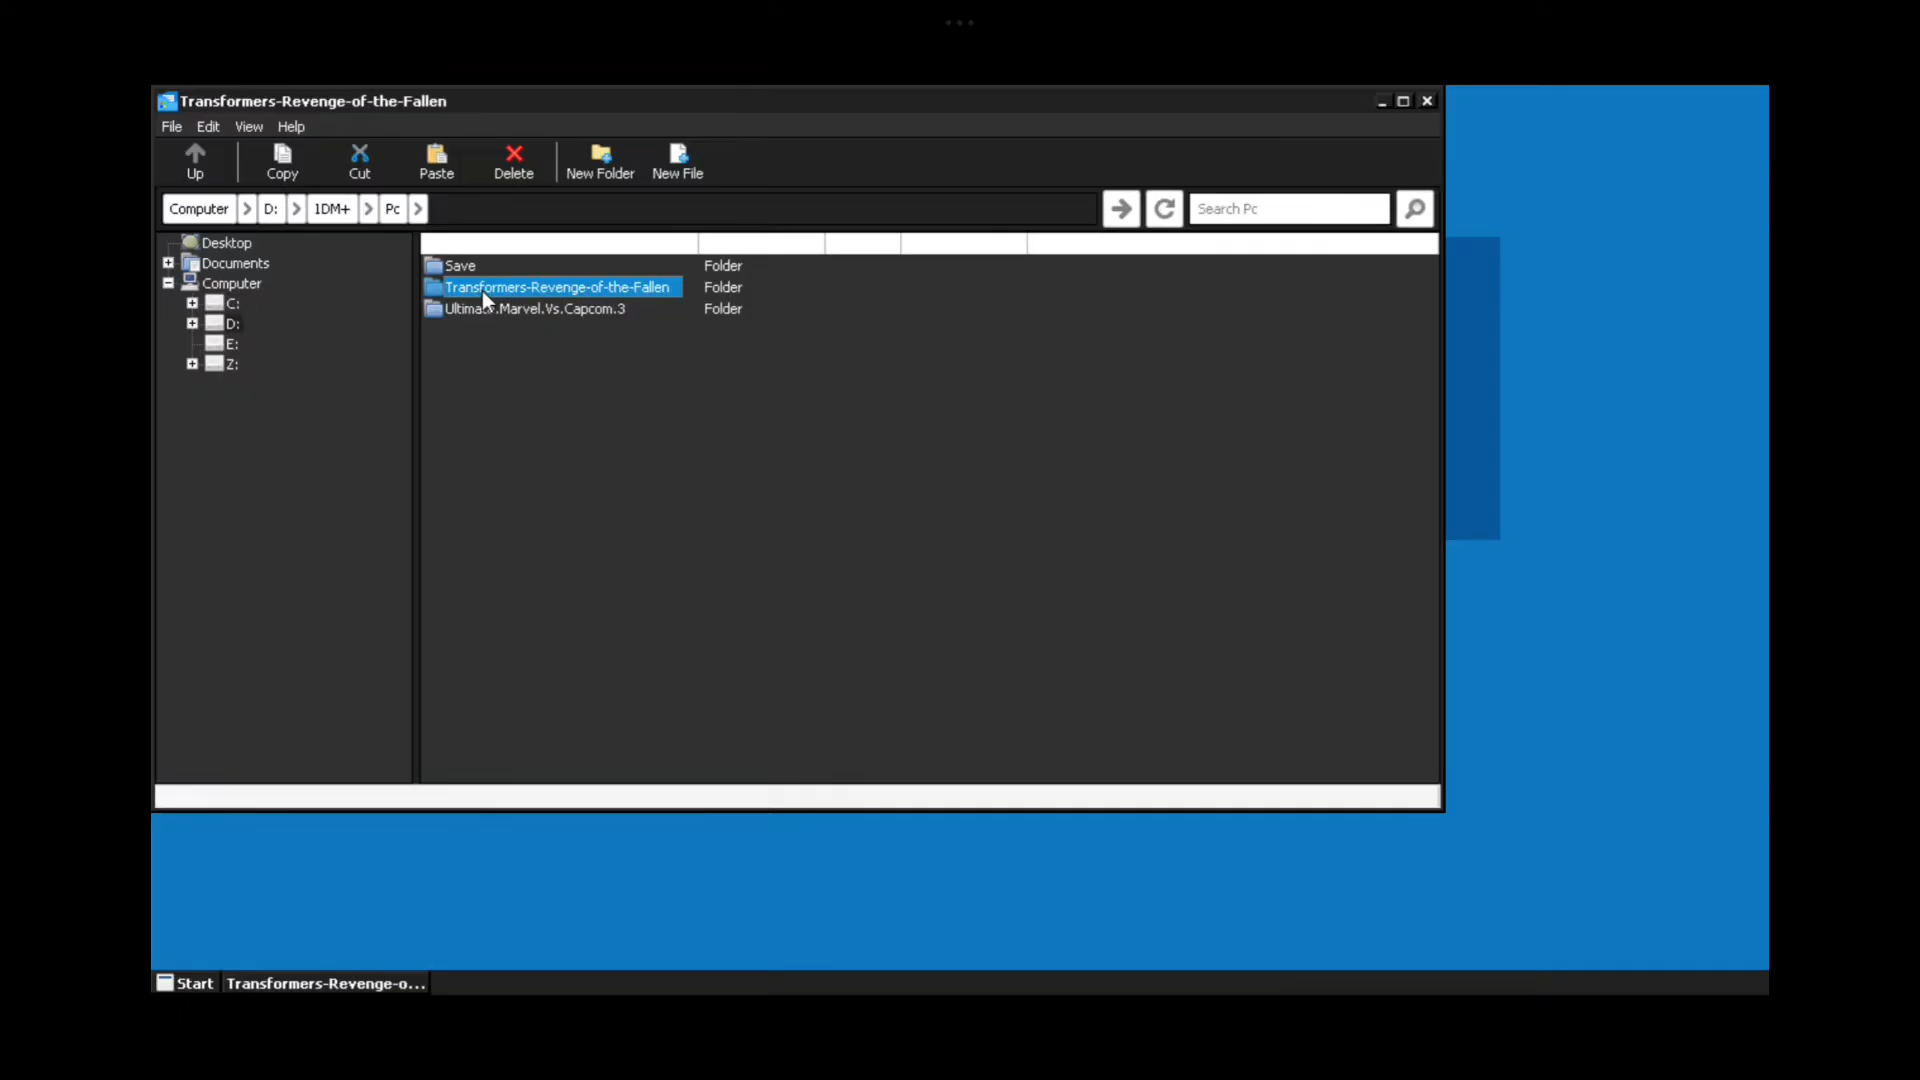 Transformers-Revenge-of-the-Fallen
File Edit View Help
Up Copy Cut Paste Delete New Folder New File
Computer D: 1DM+ Pc Search Pc
Desktop
Documents
Computer
C:
D:
E:
Z:
Save Folder
Transformers-Revenge-of-the-Fallen Folder
Ultimate.Marvel.Vs.Capcom.3 Folder
Start Transformers-Revenge-o...